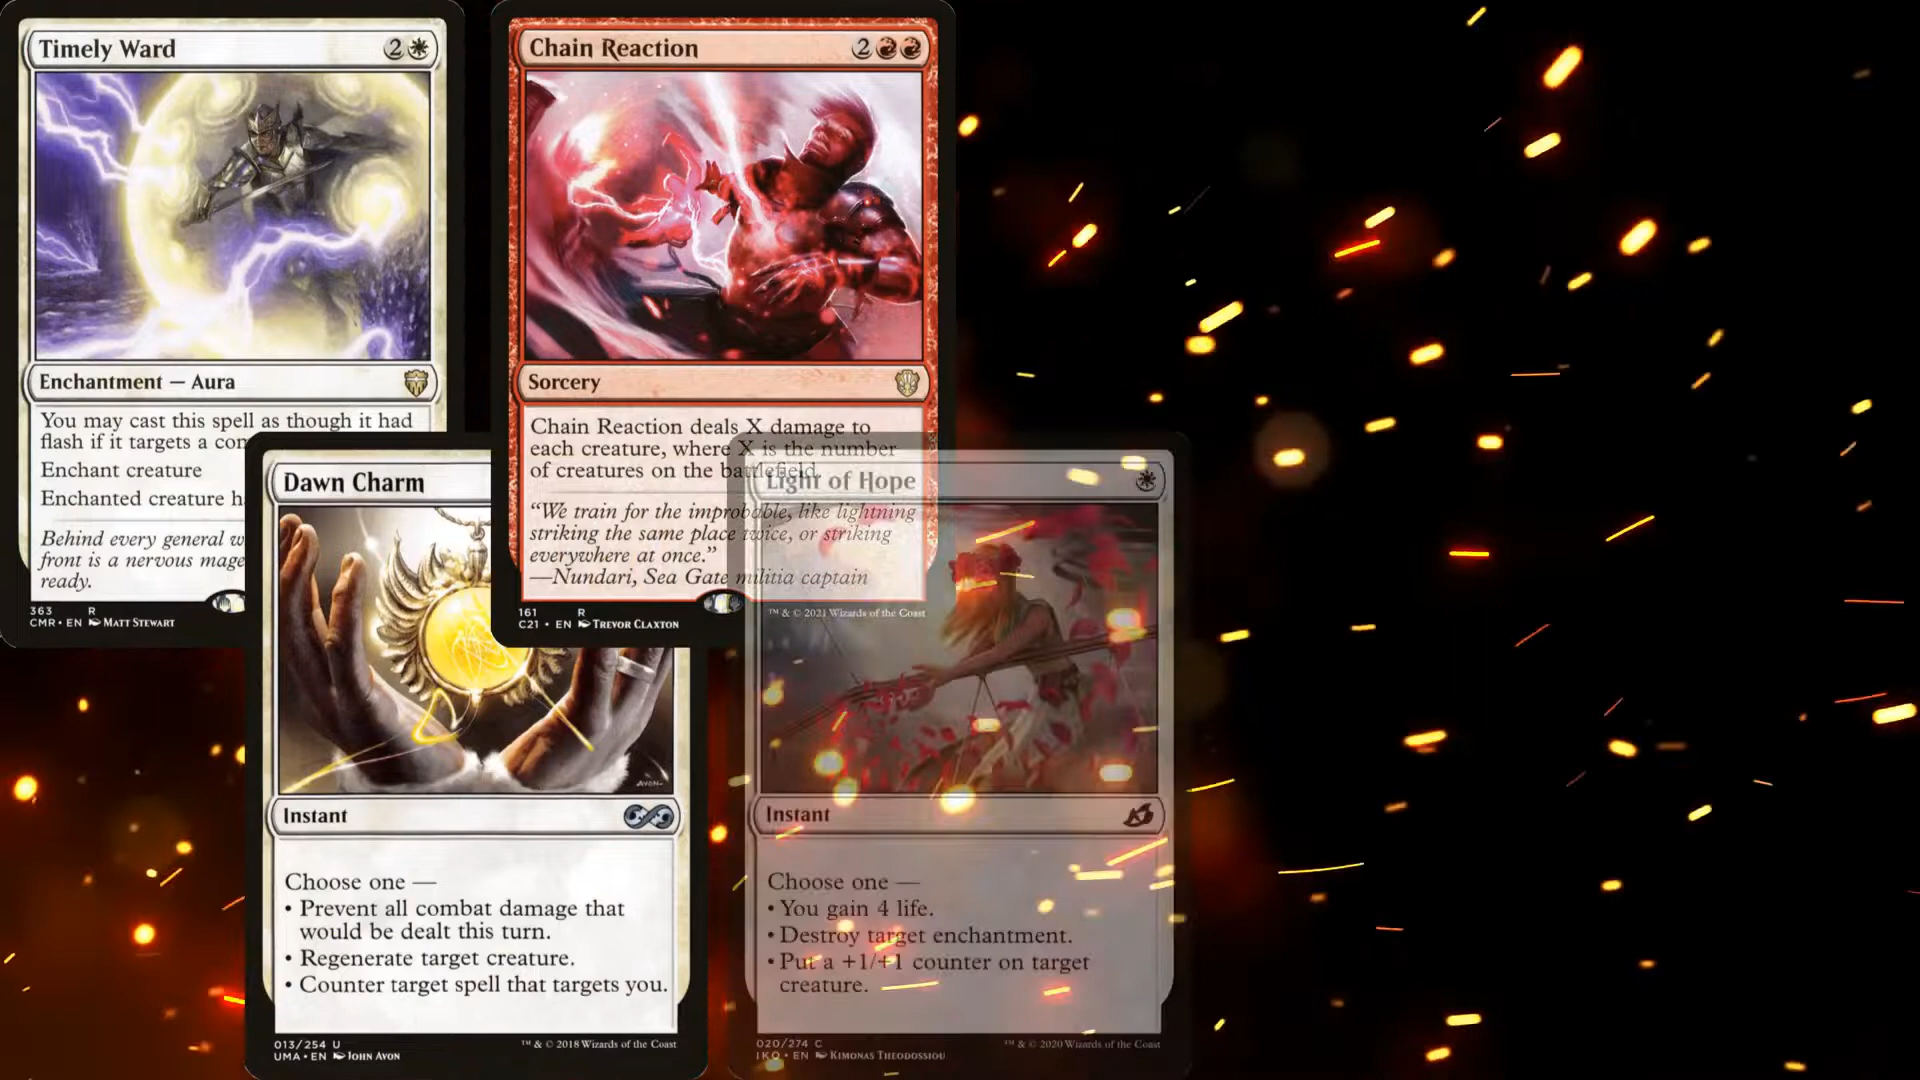 Timely Ward
2
Enchantment — Aura
You may cast this spell as though it had
flash if it targets a
Enchant creature
Enchanted creature
Behind every general
front is a nervous mage
ready.
363 R
CMR • EN MATT STEWART
Chain Reaction
2
Sorcery
Chain Reaction deals X damage to
each creature, where X is the number
of creatures on the battlefield.
“We train for the improbable, like lightning
striking the same place twice, or striking
everywhere at once.”
—Nundari, Sea Gate militia captain
161 R
C21 • EN TREVOR CLAXTON
™ & © 2021 Wizards of the Coast
Dawn Charm
AVON
Instant
Choose one —
• Prevent all combat damage that
would be dealt this turn.
• Regenerate target creature.
• Counter target spell that targets you.
013/254 U
UMA • EN JOHN AVON
™ & © 2018 Wizards of the Coast
Light of Hope
Instant
Choose one —
• You gain 4 life.
• Destroy target enchantment.
• Put a +1/+1 counter on target
creature.
020/274 C
IKO • EN KIMONAS THEODOSSIOU
™ & © 2020 Wizards of the Coast